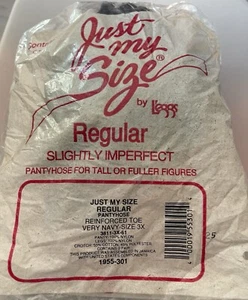 Contro
Just
my
Size®
by L'eggs
Regular
SLIGHTLY IMPERFECT
PANTYHOSE FOR TALL OR FULLER FIGURES
JUST MY SIZE
REGULAR
PANTYHOSE
REINFORCED TOE
VERY NAVY-SIZE 3X
1955-301